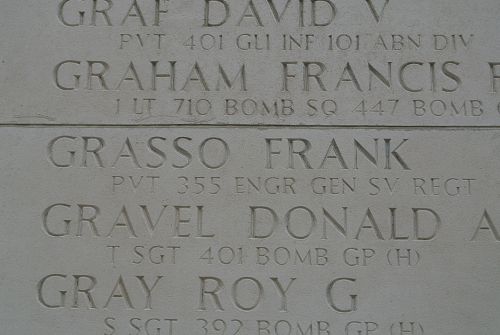 GRAF DAVID V
PVT 401 GLI INF 101 ABN DIV
GRAHAM FRANCIS
1 LT 710 BOMB SQ 447 BOMB
GRASSO FRANK
PVT 355 ENGR GEN SV REGT
GRAVEL DONALD A
T SGT 401 BOMB GP (H)
GRAY ROY G
S SGT 392 BOMB GP (H)